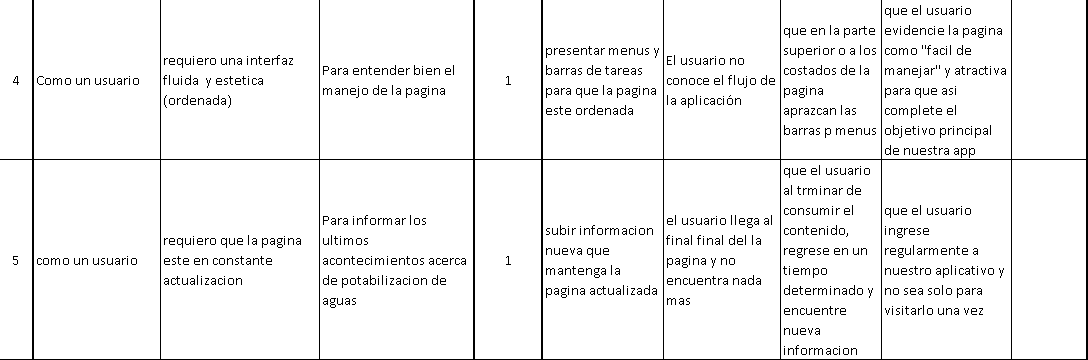 4
Como un usuario
requiero una interfaz
fluida y estetica
(ordenada)
Para entender bien el
manejo de la pagina
1
presentar menus y
barras de tareas
para que la pagina
este ordenada
El usuario no
conoce el flujo de
la aplicación
que en la parte
superior o a los
costados de la
pagina
aprazcan las
barras p menus
que el usuario
evidencie la pagina
como "facil de
manejar" y atractiva
para que asi
complete el
objetivo principal
de nuestra app
5
como un usuario
requiero que la pagina
este en constante
actualizacion
Para informar los
ultimos
acontecimientos acerca
de potabilizacion de
aguas
1
subir informacion
nueva que
mantenga la
pagina actualizada
el usuario llega al
final final del la
pagina y no
encuentra nada
mas
que el usuario
al trminar de
consumir el
contenido,
regrese en un
tiempo
determinado y
encuentre
nueva
informacion
que el usuario
ingrese
regularmente a
nuestro aplicativo y
no sea solo para
visitarlo una vez